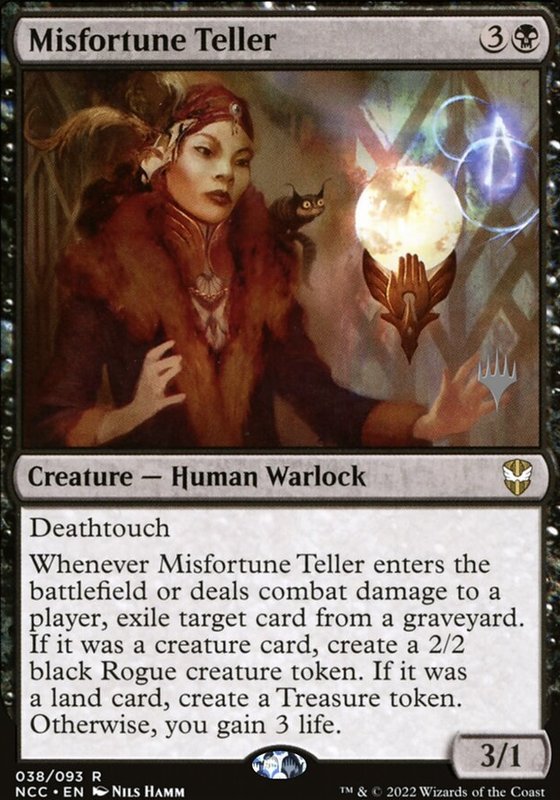 Misfortune Teller 3
Creature — Human Warlock
Deathtouch
Whenever Misfortune Teller enters the
battlefield or deals combat damage to a
player, exile target card from a graveyard.
If it was a creature card, create a 2/2
black Rogue creature token. If it was
a land card, create a Treasure token.
Otherwise, you gain 3 life.
3/1
038/093 R
NCC • EN NILS HAMM
™ & © 2022 Wizards of the Coast